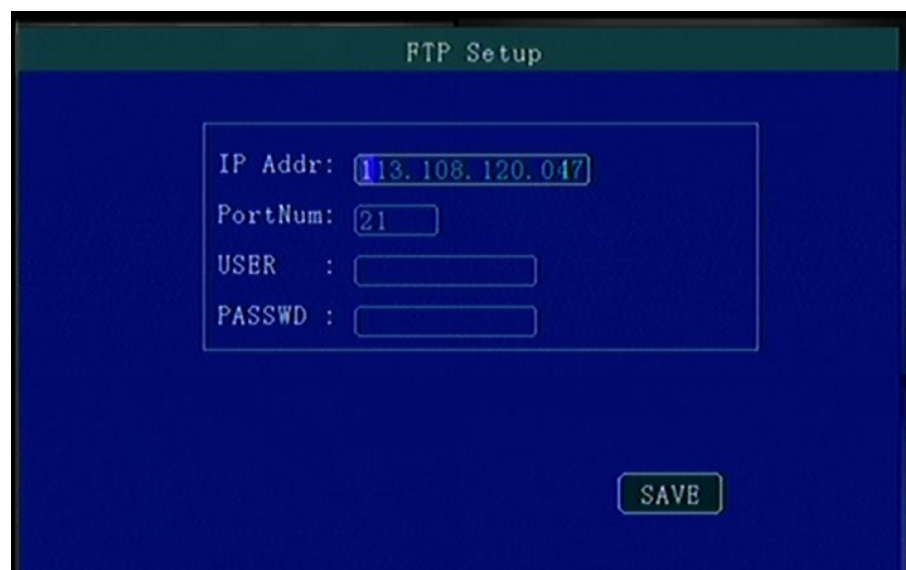 FTP Setup
IP Addr: 113.108.120.047
PortNum: 21
USER :
PASSWD :
SAVE